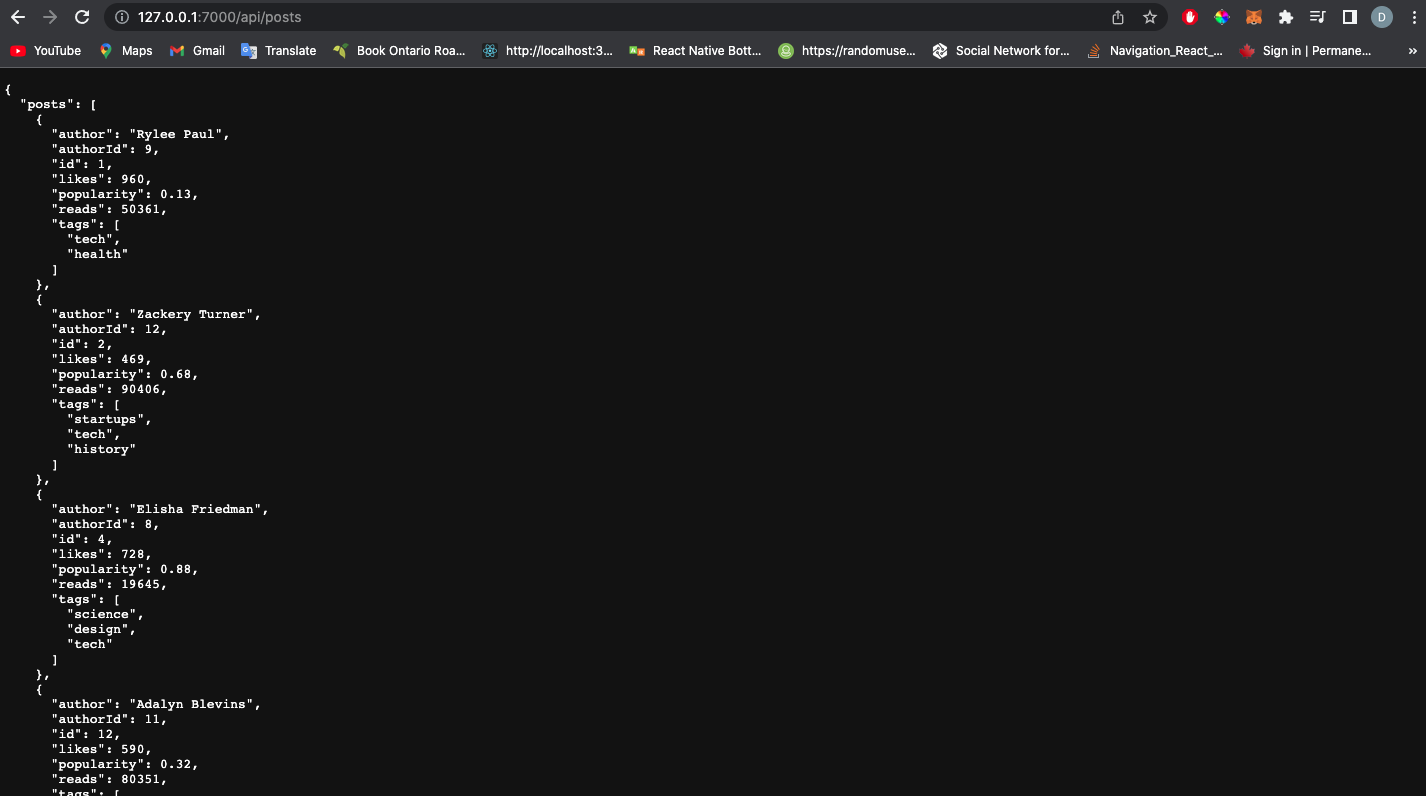 127.0.0.1:7000/api/posts
D
YouTube Maps Gmail Translate Book Ontario Roa... http://localhost:3... React Native Bott... https://randomuse... Social Network for... Navigation_React_... Sign in | Permane... »
{
"posts": [
{
"author": "Rylee Paul",
"authorId": 9,
"id": 1,
"likes": 960,
"popularity": 0.13,
"reads": 50361,
"tags": [
"tech",
"health"
]
},
{
"author": "Zackery Turner",
"authorId": 12,
"id": 2,
"likes": 469,
"popularity": 0.68,
"reads": 90406,
"tags": [
"startups",
"tech",
"history"
]
},
{
"author": "Elisha Friedman",
"authorId": 8,
"id": 4,
"likes": 728,
"popularity": 0.88,
"reads": 19645,
"tags": [
"science",
"design",
"tech"
]
},
{
"author": "Adalyn Blevins",
"authorId": 11,
"id": 12,
"likes": 590,
"popularity": 0.32,
"reads": 80351,
"tags": [